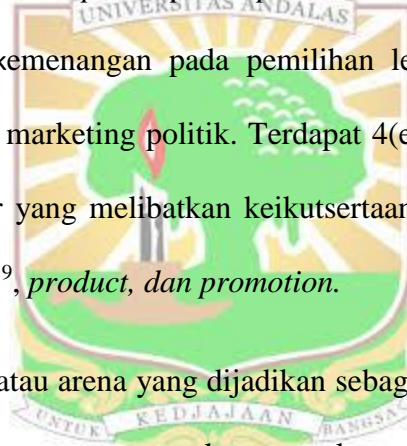 UNIVERSITAS ANDALAS
kemenangan pada pemilihan le
marketing politik. Terdapat 4(e
yang melibatkan keikutsertaan
9, product, dan promotion.
atau arena yang dijadikan sebag
UNTUK KEDJAJAAN BANGSA